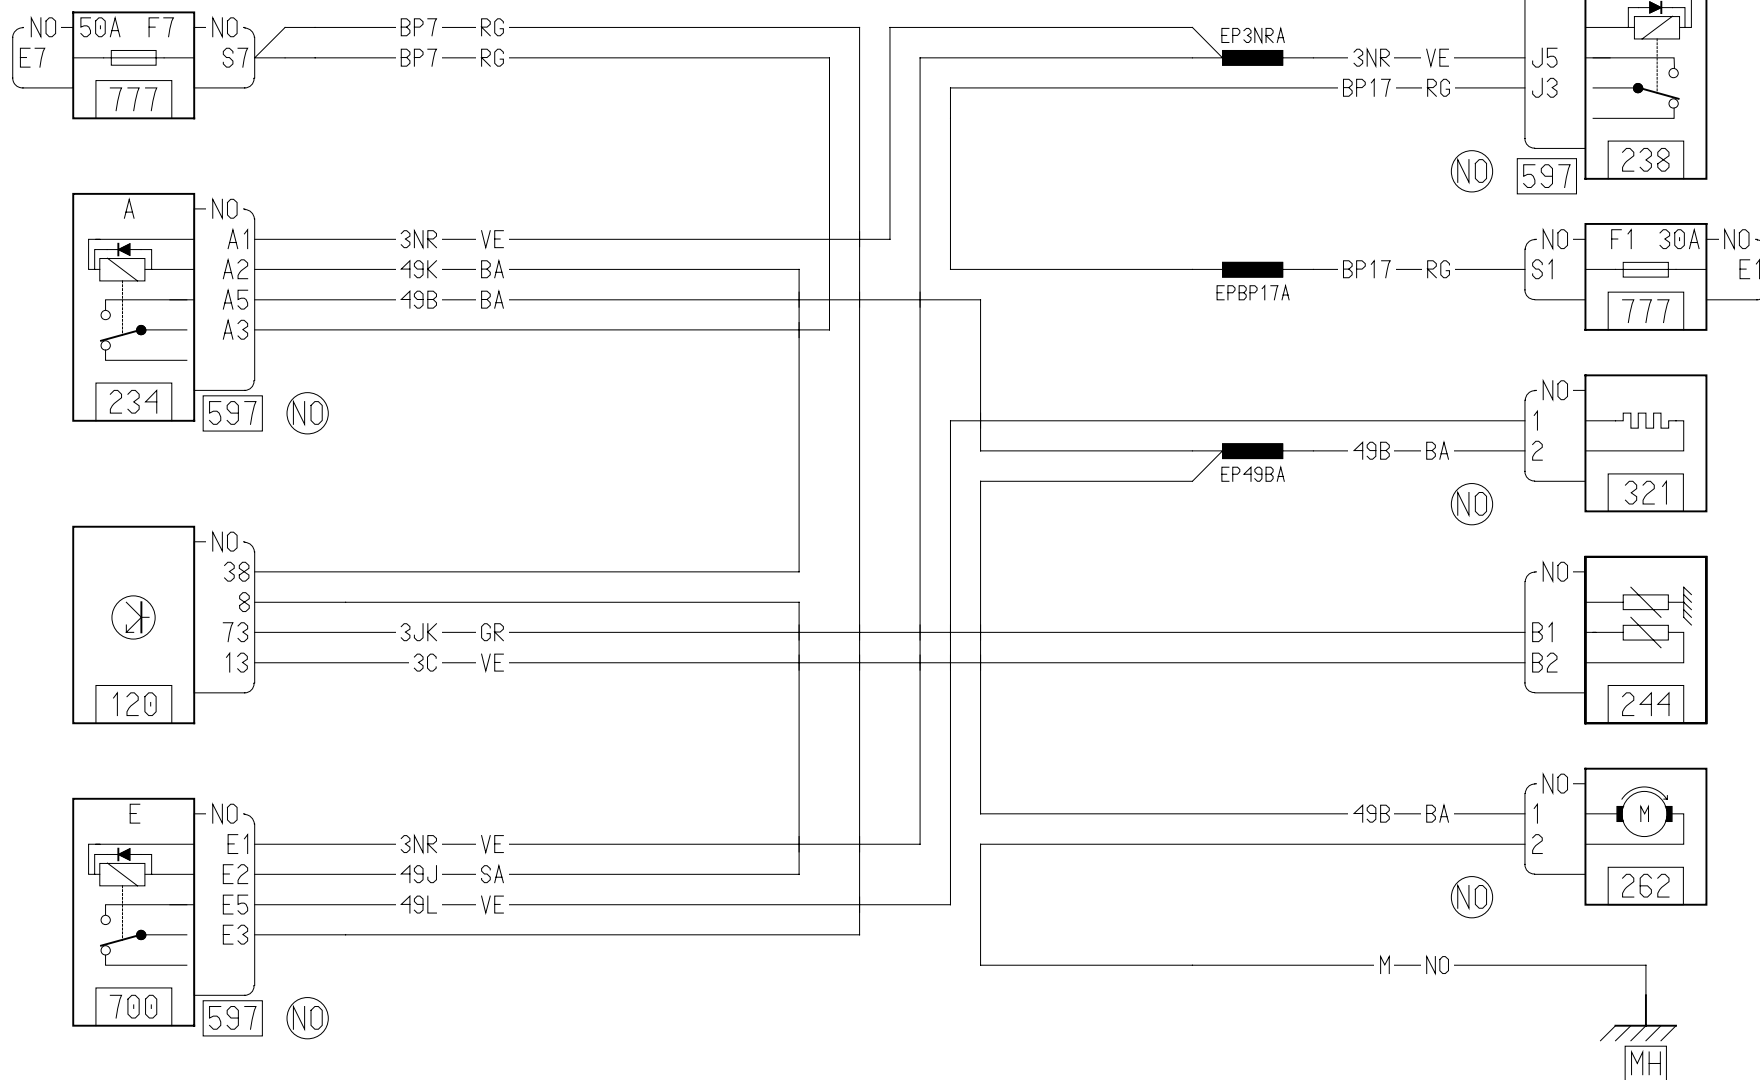 NO 50A F7 NO BP7 RG
E7 S7 BP7 RG
777
EP3NRA
3NR VE J5
BP17 RG J3
NO 597 238
A NO
A1 3NR VE
A2 49K BA
A5 49B BA
A3
234 597 NO
NO F1 30A NO
BP17 RG S1 E1
EPBP17A
777
NO
1
49B BA 2
EP49BA
NO 321
NO
38
8
73 3JK GR
13 3C VE
120
NO
B1
B2
244
E NO
E1 3NR VE
E2 49J SA
E5 49L VE
E3
700 597 NO
NO
49B BA 1 M
2
NO 262
M NO
MH